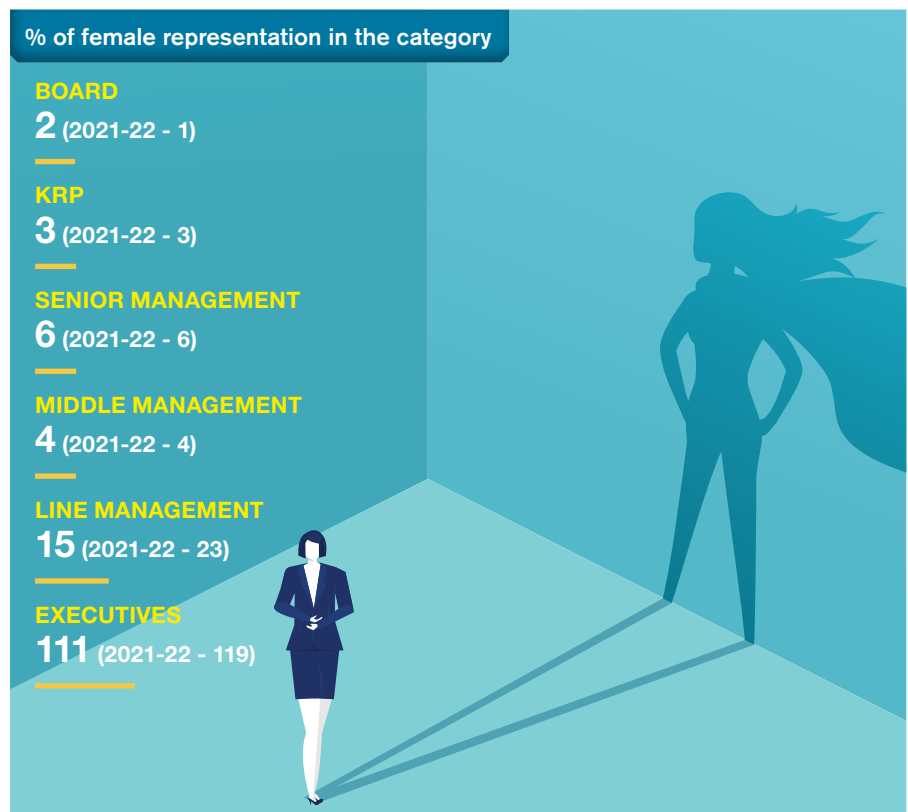 % of female representation in the category
BOARD
2 (2021-22 - 1)
KRP
3 (2021-22 - 3)
SENIOR MANAGEMENT
6 (2021-22 - 6)
MIDDLE MANAGEMENT
4 (2021-22 - 4)
LINE MANAGEMENT
15 (2021-22 - 23)
EXECUTIVES
111 (2021-22 - 119)